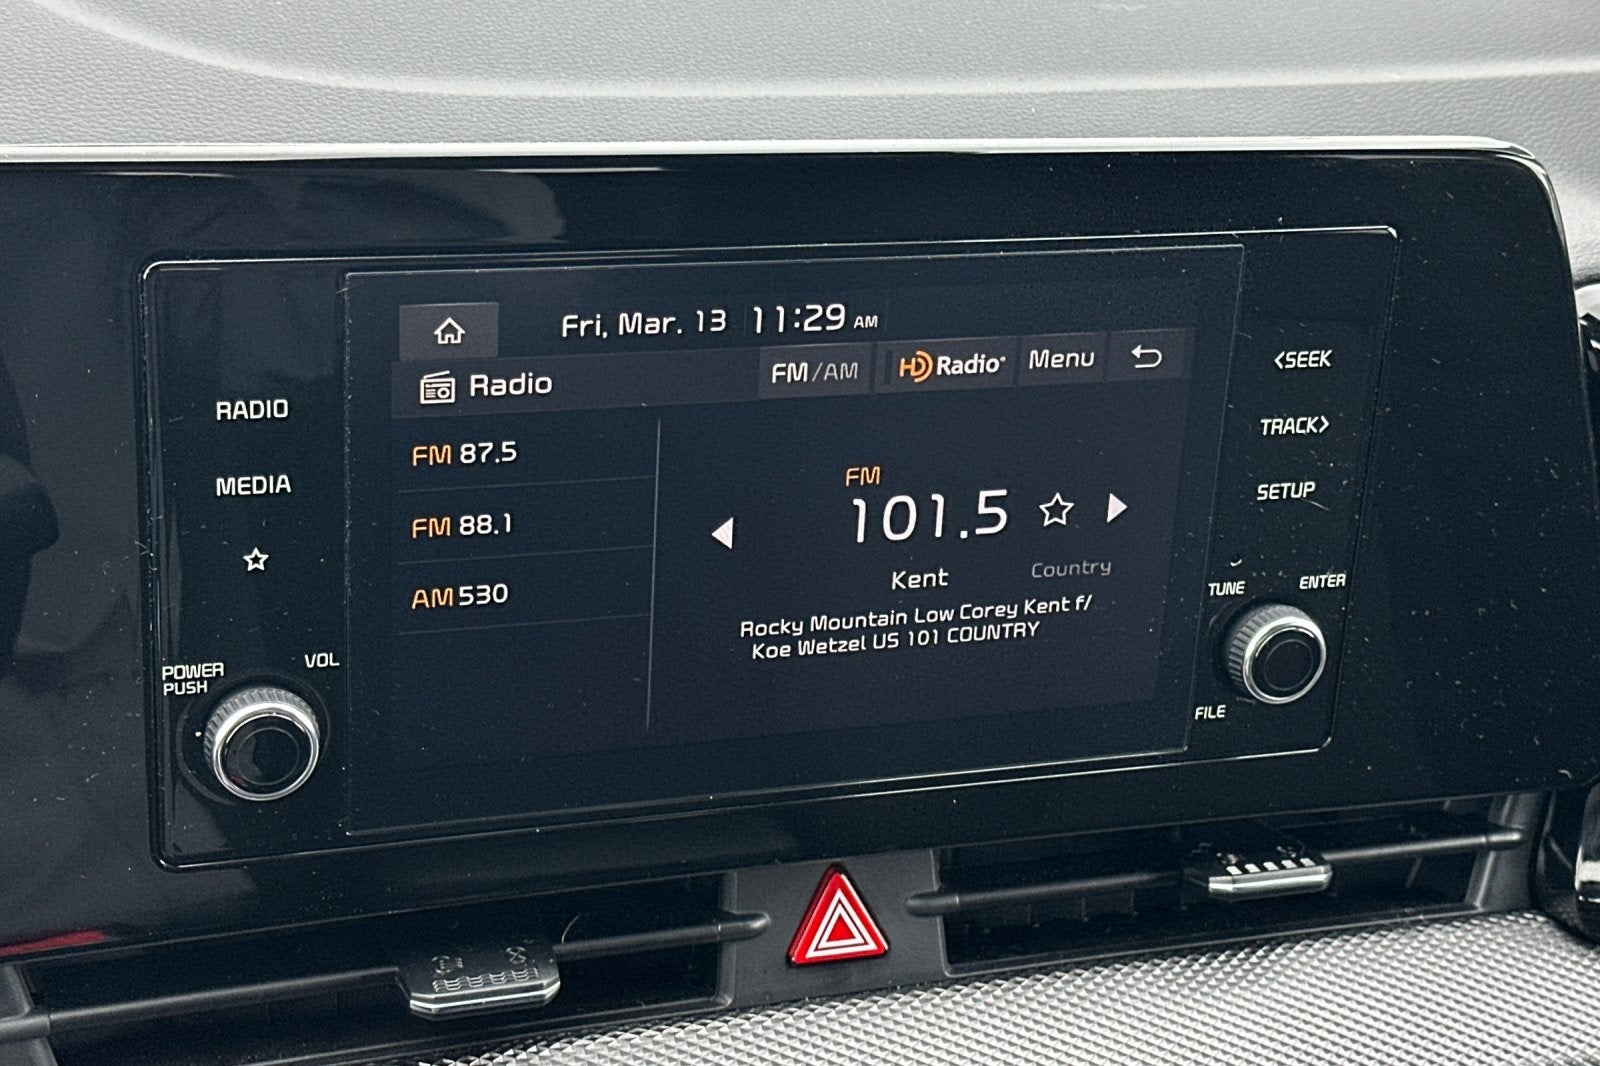 Fri, Mar. 13 11:29 AM
Radio FM/AM HD Radio Menu
<SEEK
RADIO
FM 87.5
TRACK>
MEDIA
FM 88.1
FM
101.5
SETUP
AM 530
Kent Country
Rocky Mountain Low Corey Kent f/
Koe Wetzel US 101 COUNTRY
TUNE ENTER
POWER
PUSH
VOL
FILE